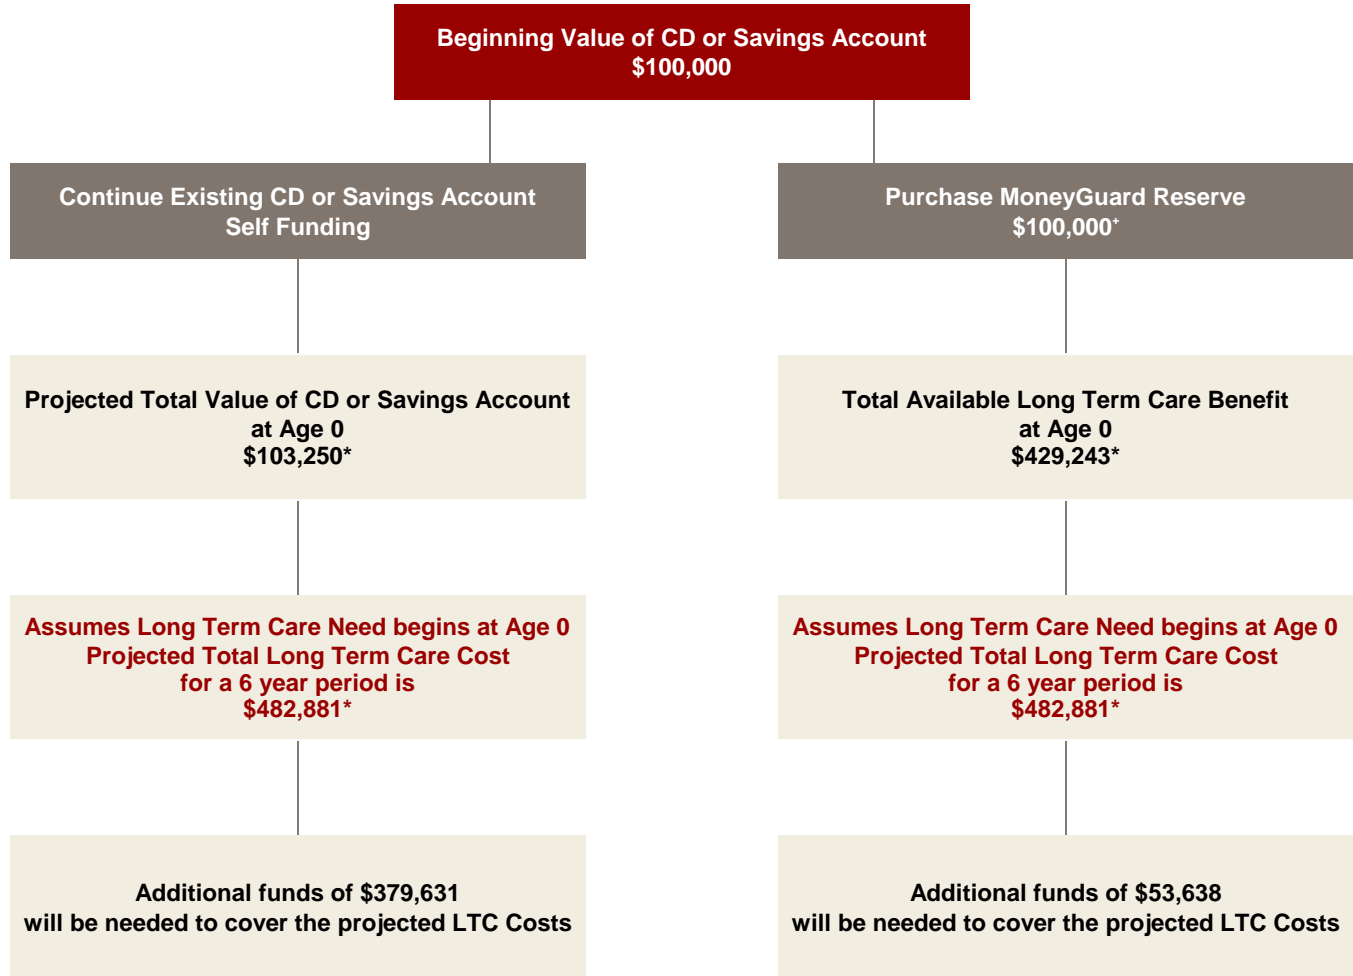 Beginning Value of CD or Savings Account
$100,000
Continue Existing CD or Savings Account
Self Funding
Purchase MoneyGuard Reserve
$100,000+
Projected Total Value of CD or Savings Account
at Age 0
$103,250*
Total Available Long Term Care Benefit
at Age 0
$429,243*
Assumes Long Term Care Need begins at Age 0
Projected Total Long Term Care Cost
for a 6 year period is
$482,881*
Assumes Long Term Care Need begins at Age 0
Projected Total Long Term Care Cost
for a 6 year period is
$482,881*
Additional funds of $379,631
will be needed to cover the projected LTC Costs
Additional funds of $53,638
will be needed to cover the projected LTC Costs